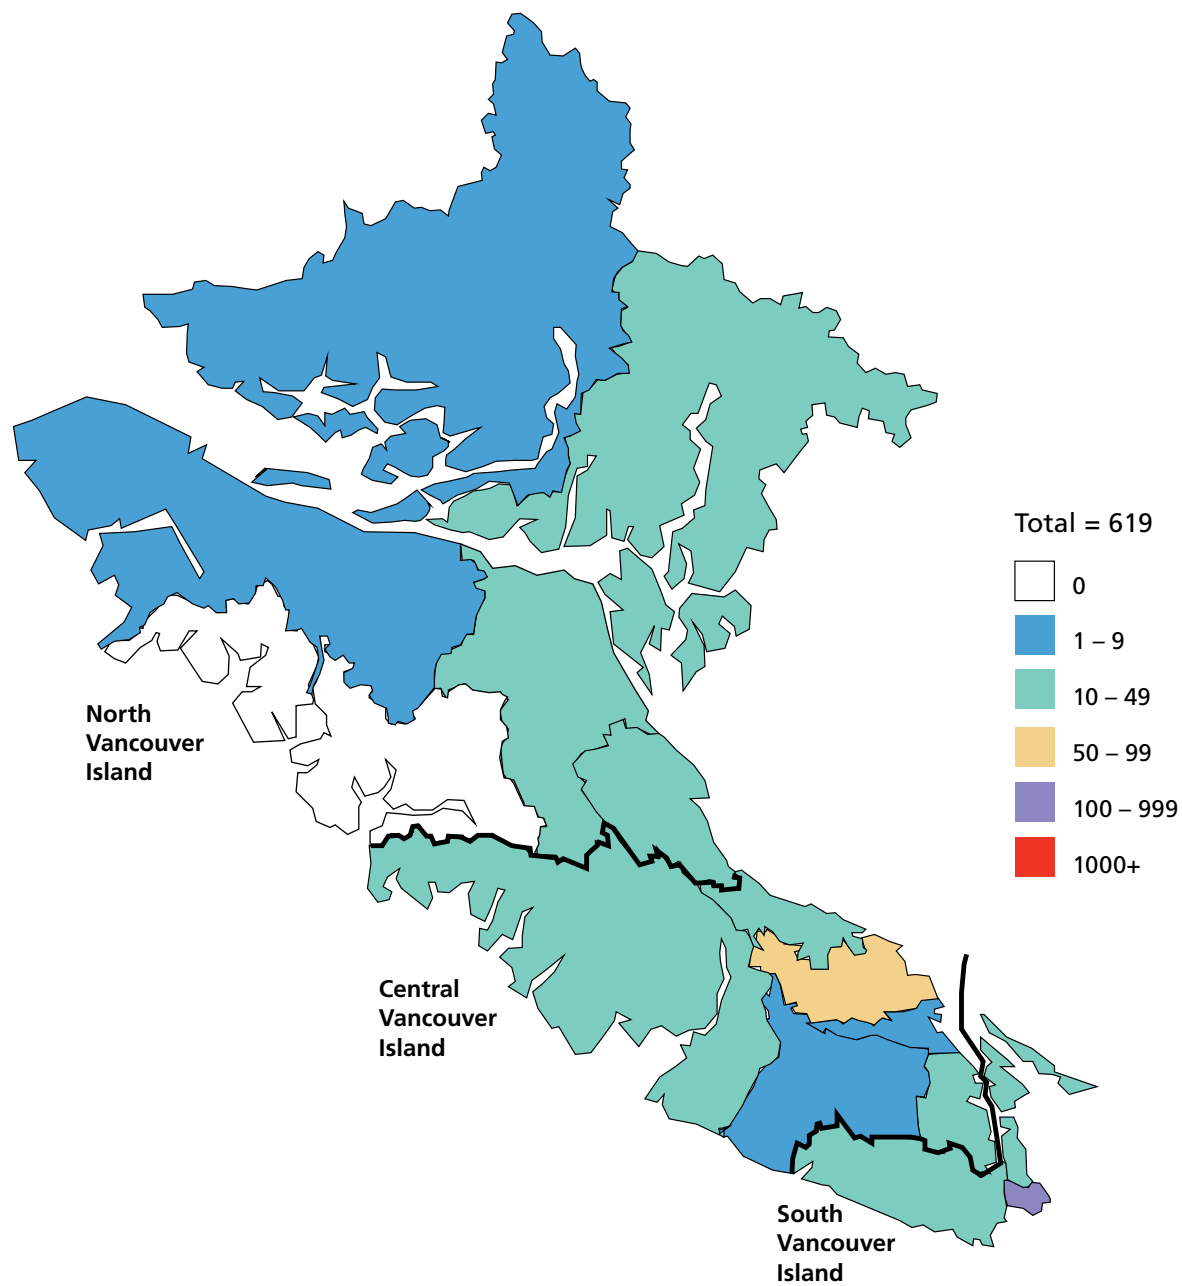 Total = 619
0
1 – 9
10 – 49
50 – 99
100 – 999
1000+
North
Vancouver
Island
Central
Vancouver
Island
South
Vancouver
Island